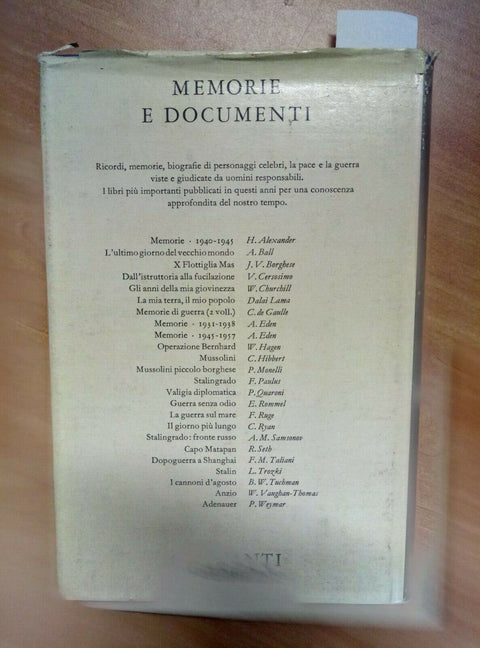 MEMORIE
E DOCUMENTI
Ricordi, memorie, biografie di personaggi celebri, la pace e la guerra
viste e giudicate da uomini responsabili.
I libri più importanti pubblicati in questi anni per una conoscenza
approfondita del nostro tempo.
Memorie · 1940-1945 H. Alexander
L'ultimo giorno del vecchio mondo A. Ball
X Flottiglia Mas J. V. Borghese
Dall'istruttoria alla fucilazione V. Cersosimo
Gli anni della mia giovinezza W. Churchill
La mia terra, il mio popolo Dalai Lama
Memorie di guerra (2 voll.) C. de Gaulle
Memorie · 1931-1938 A. Eden
Memorie · 1945-1957 A. Eden
Operazione Bernhard W. Hagen
Mussolini C. Hibbert
Mussolini piccolo borghese P. Monelli
Stalingrado F. Paulus
Valigia diplomatica P. Quaroni
Guerra senza odio E. Rommel
La guerra sul mare F. Ruge
Il giorno più lungo C. Ryan
Stalingrado: fronte russo A. M. Samsonov
Capo Matapan R. Seth
Dopoguerra a Shanghai F. M. Taliani
Stalin L. Trozki
I cannoni d'agosto B. W. Tuchman
Anzio W. Vaughan-Thomas
Adenauer P. Weymar